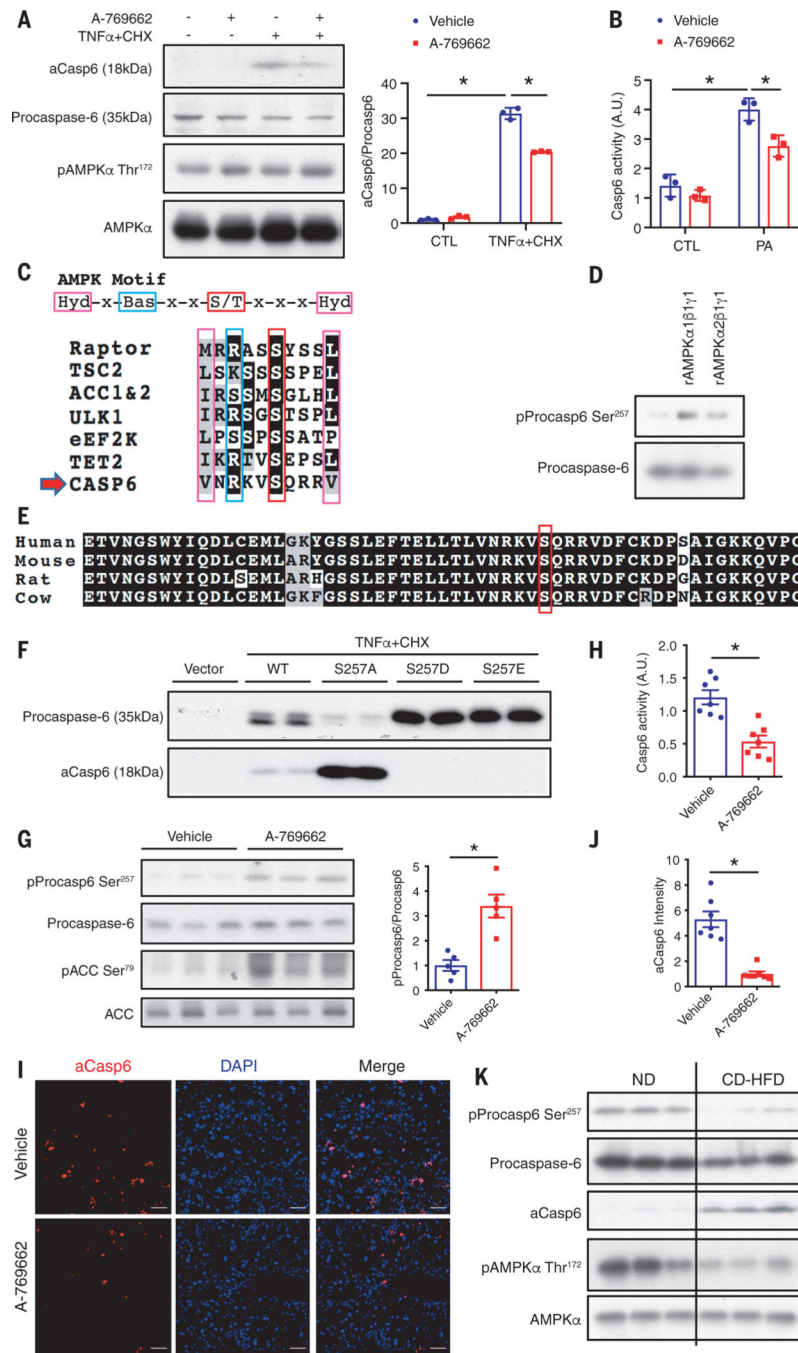 A
A-769662 - + - +
TNFα+CHX - - + +
aCasp6 (18kDa)
Procaspase-6 (35kDa)
pAMPKα Thr¹⁷²
AMPKα
Vehicle
A-769662
aCasp6/Procasp6
40
30
20
10
0
* *
CTL TNFα+CHX
B
Vehicle
A-769662
Casp6 activity (A.U.)
5
4
3
2
1
0
* *
CTL PA
C
AMPK Motif
Hyd-x-Bas-x-x-S/T-x-x-x-Hyd
Raptor MRRASSYSSL
TSC2 LSKSSSSPEL
ACC1&2 IRSSMSGLHL
ULK1 IRRSGSTSPL
eEF2K LPSSPSSATP
TET2 IKRTVSEPSL
CASP6 VNRKVSQRRV
D
rAMPKα1β1γ1
rAMPKα2β1γ1
pProcasp6 Ser²⁵⁷
Procaspase-6
E
Human ETVNGSWYIQDLCEMLGKYGSSLEFTELLTLVNRKVSQRRVDFCKDPSAIGKKQVPC
Mouse ETVNGSWYIQDLCEMLARYGSSLEFTELLTLVNRKVSQRRVDFCKDPDAIGKKQVPC
Rat ETVNGSWYIQDLSEMLARHGSSLEFTELLTLVNRKVSQRRVDFCKDPGAIGKKQVPC
Cow ETVNGSWYIQDLCEMLGKFGSSLEFTELLTLVNRKVSQRRVDFCRDPNAIGKKQVPC
F
TNFα+CHX
Vector WT S257A S257D S257E
Procaspase-6 (35kDa)
aCasp6 (18kDa)
G
Vehicle A-769662
pProcasp6 Ser²⁵⁷
Procaspase-6
pACC Ser⁷⁹
ACC
pProcasp6/Procasp6
5
4
3
2
1
0
*
Vehicle
A-769662
H
Casp6 activity (A.U.)
2.0
1.5
1.0
0.5
0.0
*
Vehicle
A-769662
J
aCasp6 Intensity
10
8
6
4
2
0
*
Vehicle
A-769662
I
aCasp6 DAPI Merge
Vehicle
A-769662
K
ND CD-HFD
pProcasp6 Ser²⁵⁷
Procaspase-6
aCasp6
pAMPKα Thr¹⁷²
AMPKα